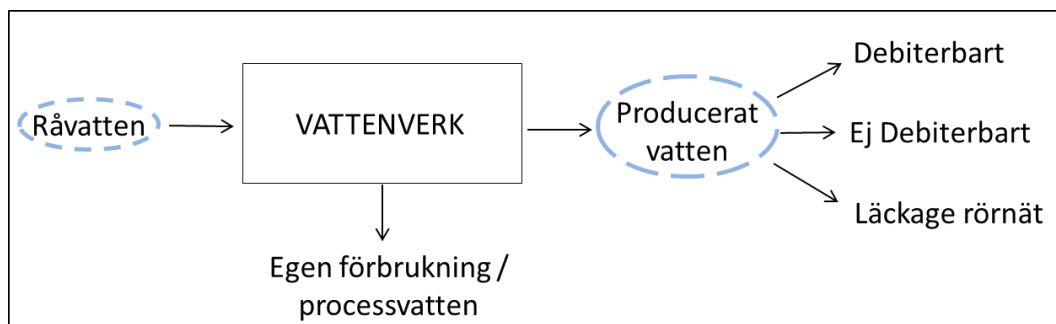 Råvatten
VATTENVERK
Egen förbrukning /
processvatten
Producerat
vatten
Debiterbart
Ej Debiterbart
Läckage rörnät